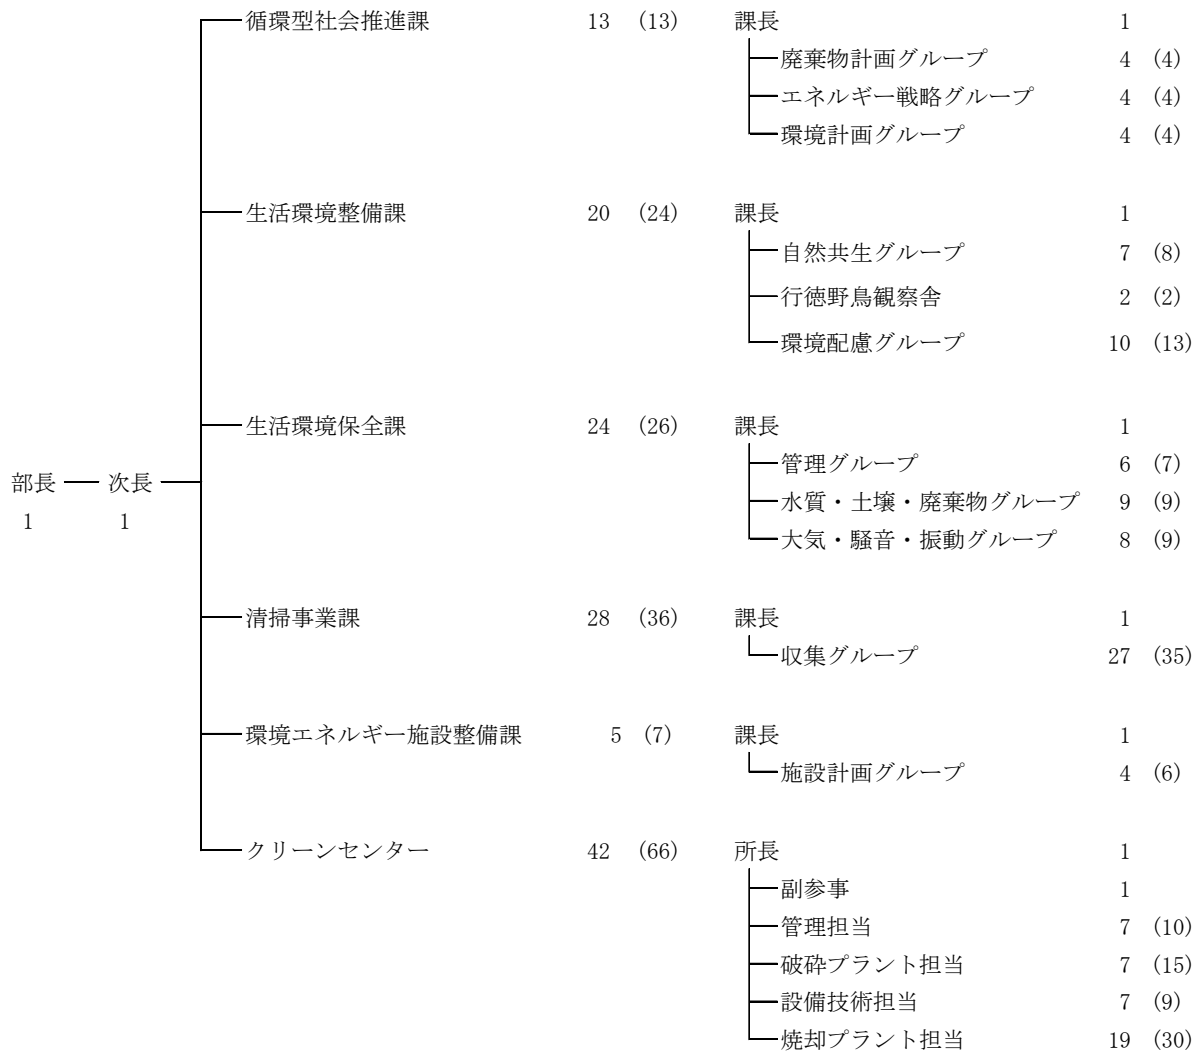 循環型社会推進課 13 (13) 課長 1
廃棄物計画グループ 4 (4)
エネルギー戦略グループ 4 (4)
環境計画グループ 4 (4)
生活環境整備課 20 (24) 課長 1
自然共生グループ 7 (8)
行徳野鳥観察舎 2 (2)
環境配慮グループ 10 (13)
生活環境保全課 24 (26) 課長 1
管理グループ 6 (7)
部長 次長
水質・土壌・廃棄物グループ 9 (9)
1 1
大気・騒音・振動グループ 8 (9)
清掃事業課 28 (36) 課長 1
収集グループ 27 (35)
環境エネルギー施設整備課 5 (7) 課長 1
施設計画グループ 4 (6)
クリーンセンター 42 (66) 所長 1
副参事 1
管理担当 7 (10)
破砕プラント担当 7 (15)
設備技術担当 7 (9)
焼却プラント担当 19 (30)